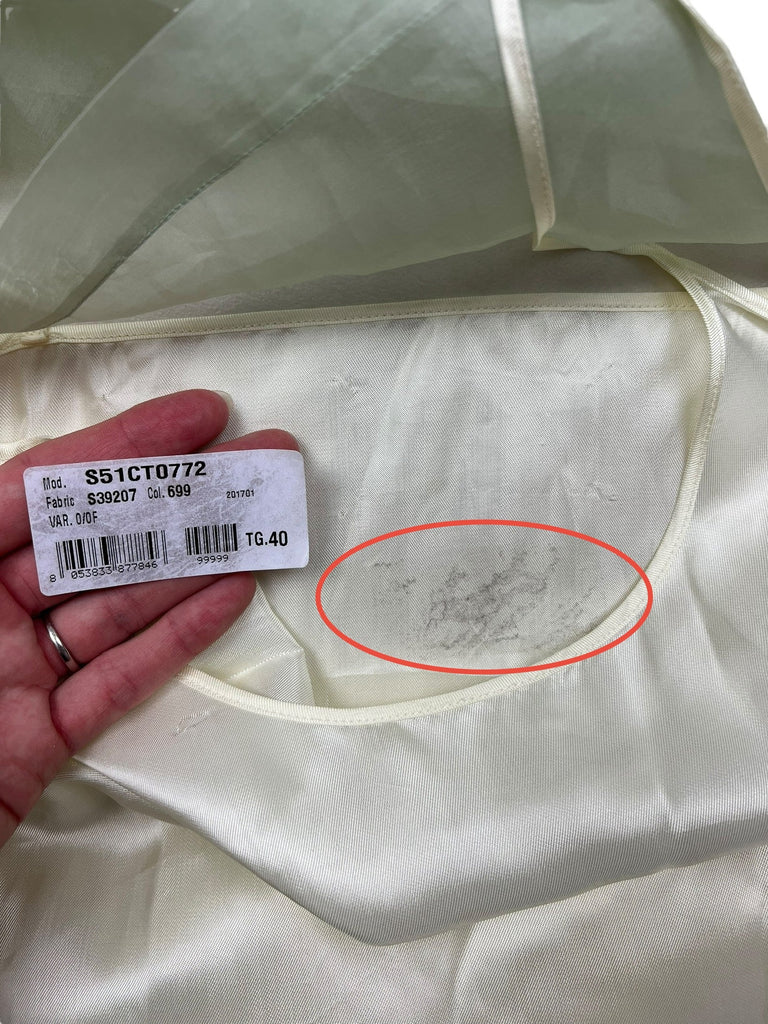 Mod. S51CT0772
Fabric S39207 Col. 699 201701
VAR. 0/0F
TG.40
8 053833 877846 99999